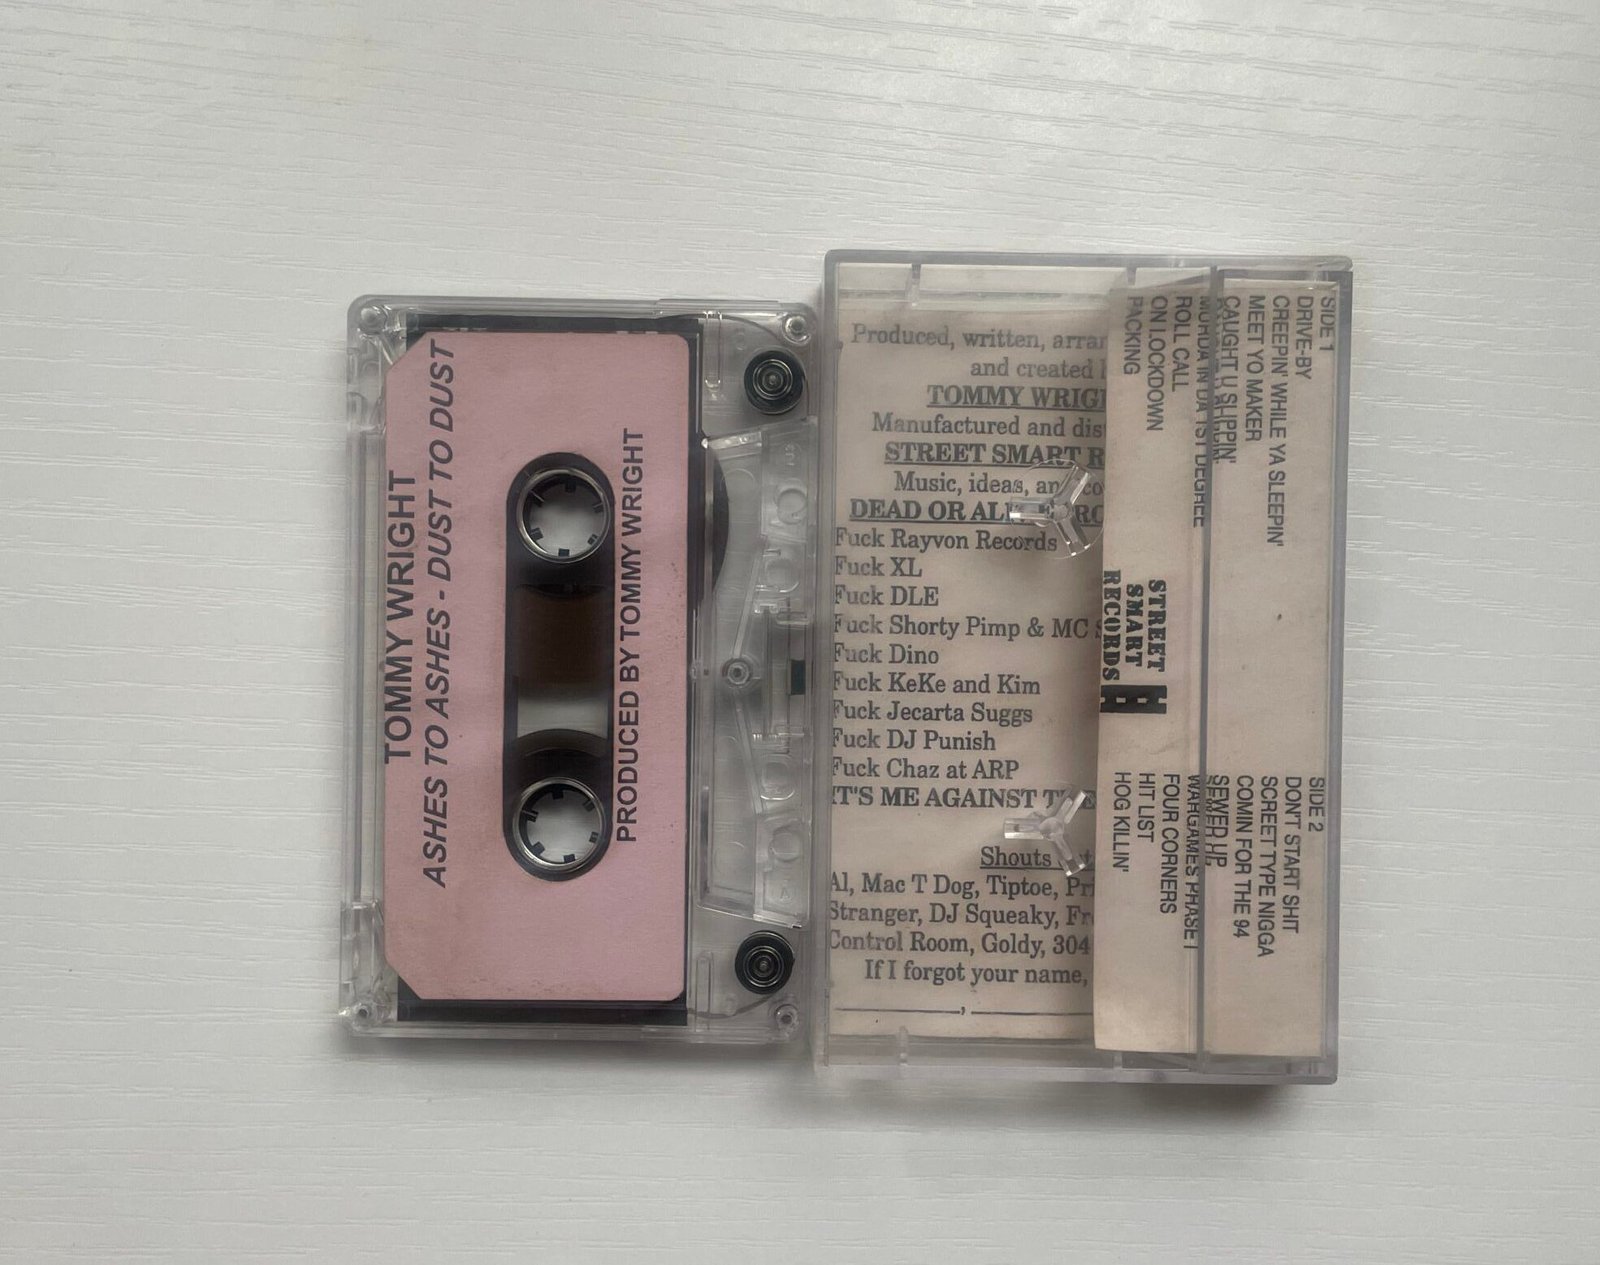 TOMMY WRIGHT
ASHES TO ASHES - DUST TO DUST
PRODUCED BY TOMMY WRIGHT
Produced, written,
and created
TOMMY
Manufactured and
STREET SMART
Music, ideas,
DEAD OR
Fuck Rayvon Records
Fuck XL
Fuck DLE
Fuck Shorty Pimp & MC
Fuck Dino
Fuck KeKe and Kim
Fuck Jecarta Suggs
Fuck DJ Punish
Fuck Chaz at ARP
IT'S ME AGAINST
Shouts
Al, Mac T Dog, Tiptoe,
Stranger, DJ Squeaky,
Control Room, Goldy, 304
If I forgot your name,
SIDE 1
DRIVE-BY
CREEPIN' WHILE YA SLEEPIN'
MEET YO MAKER
CAUGHT U SLIPPIN'
MURDA IN DA 1ST DEGREE
ROLL CALL
ON LOCKDOWN
PACKING
STREET
SMART
RECORDS
SIDE 2
DON'T START SHIT
SCREET TYPE NIGGA
COMIN FOR THE 94
SEWED UP
WARGAMES PHASE I
FOUR CORNERS
HIT LIST
HOG KILLIN'